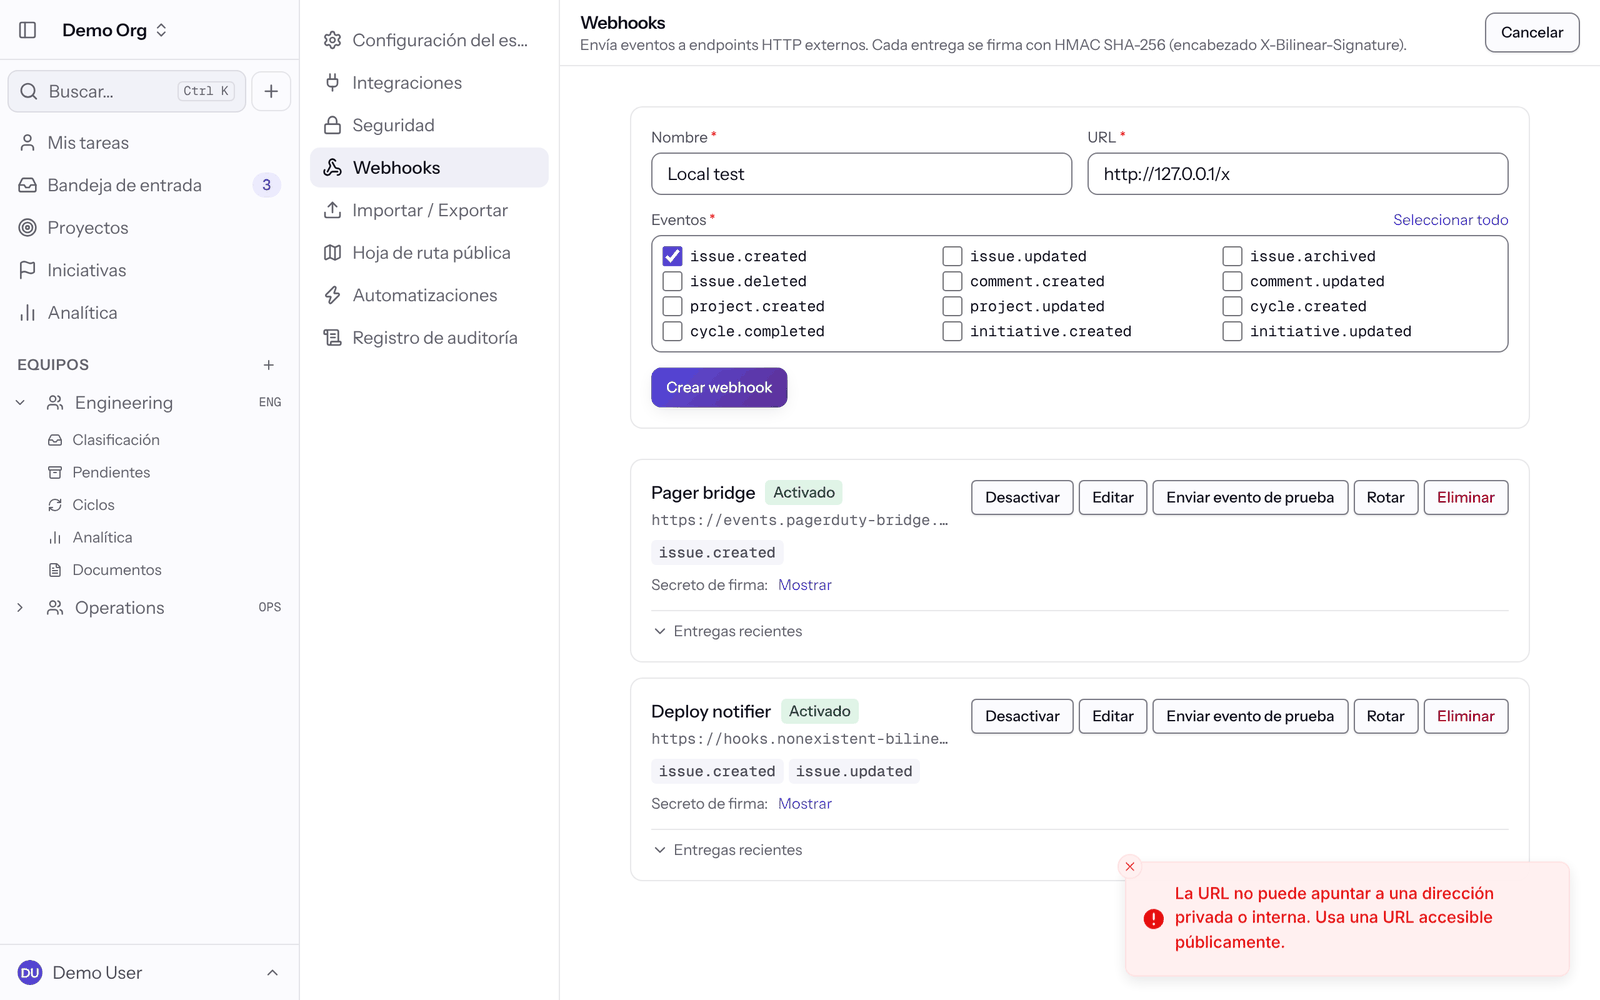 Demo Org
Buscar...
Ctrl K
Mis tareas
Bandeja de entrada
3
Proyectos
Iniciativas
Analítica
EQUIPOS
Engineering
ENG
Clasificación
Pendientes
Ciclos
Analítica
Documentos
Operations
OPS
DU
Demo User
Configuración del es...
Integraciones
Seguridad
Webhooks
Importar / Exportar
Hoja de ruta pública
Automatizaciones
Registro de auditoría
Webhooks
Envía eventos a endpoints HTTP externos. Cada entrega se firma con HMAC SHA-256 (encabezado X-Bilinear-Signature).
Cancelar
Nombre *
URL *
Local test
http://127.0.0.1/x
Eventos *
Seleccionar todo
issue.created
issue.updated
issue.archived
issue.deleted
comment.created
comment.updated
project.created
project.updated
cycle.created
cycle.completed
initiative.created
initiative.updated
Crear webhook
Pager bridge
Activado
Desactivar
Editar
Enviar evento de prueba
Rotar
Eliminar
https://events.pagerduty-bridge.…
issue.created
Secreto de firma: Mostrar
Entregas recientes
Deploy notifier
Activado
Desactivar
Editar
Enviar evento de prueba
Rotar
Eliminar
https://hooks.nonexistent-biline…
issue.created
issue.updated
Secreto de firma: Mostrar
Entregas recientes
La URL no puede apuntar a una dirección
privada o interna. Usa una URL accesible
públicamente.